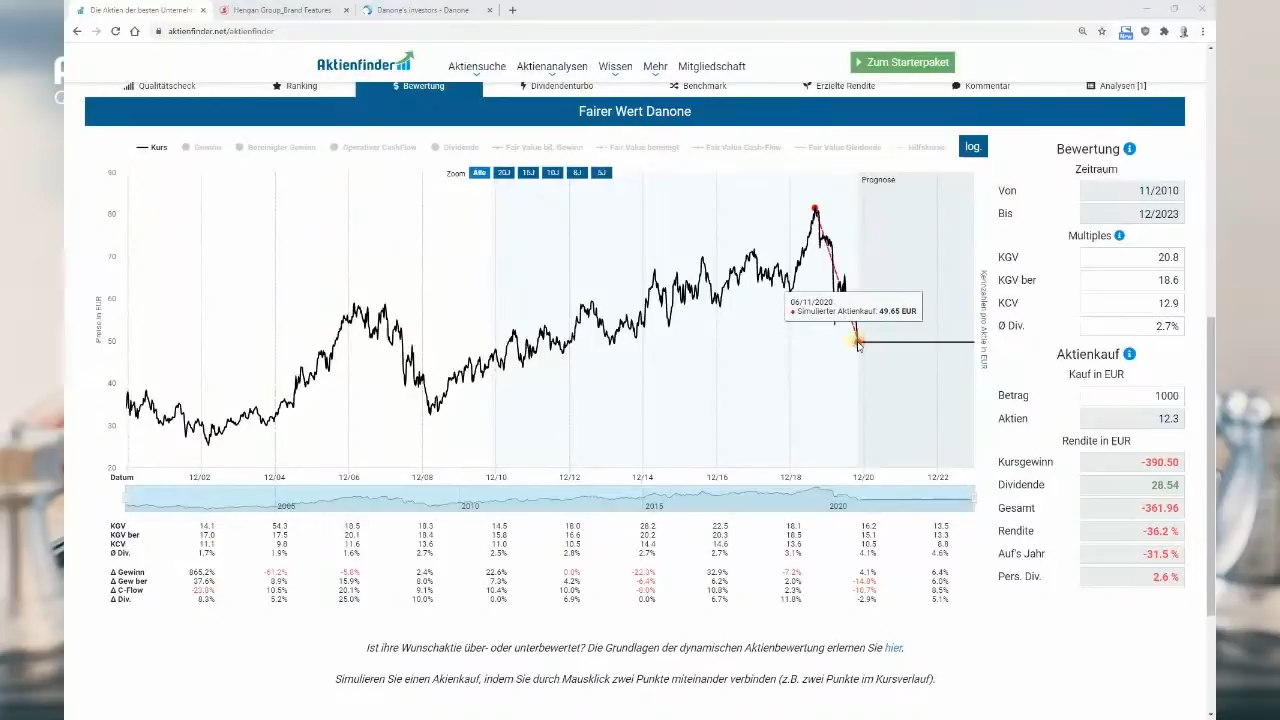 Die Aktien der besten Unterneh
Hengan Group_Brand Features
Danone's investors - Danone
aktienfinder.net/aktienfinder
New
Aktienfinder
Aktiensuche
Aktienanalysen
Wissen
Mehr
Mitgliedschaft
Zum Starterpaket
Qualitätscheck
Ranking
Bewertung
Dividendenturbo
Benchmark
Erzielte Rendite
Kommentar
Analysen [1]
Fairer Wert Danone
Kurs
Gewinn
Bereinigter Gewinn
Operativer CashFlow
Dividende
Fair Value bil. Gewinn
Fair Value bereinigt
Fair Value Cash-Flow
Fair Value Dividende
Hilfskurse
log.
Zoom
Alle
20J
15J
10J
8J
5J
Prognose
90
80
70
60
50
40
30
20
Preise in EUR
Kennzahlen pro Aktie in EUR
06/11/2020
Simulierter Aktienkauf: 49.65 EUR
Datum 12/02 12/04 12/06 12/08 12/10 12/12 12/14 12/16 12/18 12/20 12/22
2005 2010 2015 2020
KGV 14.1 54.3 18.5 18.3 14.5 18.0 28.2 22.5 18.1 16.2 13.5
KGV ber 17.0 17.5 20.1 18.4 15.8 16.6 20.2 20.3 18.5 15.1 13.3
KCV 11.1 9.8 11.6 13.6 11.0 10.5 14.4 14.6 13.6 10.5 8.8
Ø Div. 1.7% 1.9% 1.6% 2.7% 2.5% 2.8% 2.7% 2.7% 3.1% 4.1% 4.6%
Δ Gewinn 865.2% -61.2% -5.8% 2.4% 22.6% 0.0% -22.3% 32.9% -7.2% 4.1% 6.4%
Δ Gew ber 37.6% 8.9% 15.9% 8.0% 7.3% 4.2% -6.4% 6.2% 2.0% -14.8% 6.0%
Δ C-Flow -23.8% 10.5% 20.1% 9.1% 10.4% 10.0% -8.0% 10.8% 2.3% -10.7% 8.5%
Δ Div. 8.3% 5.2% 25.0% 10.0% 0.0% 6.9% 0.0% 6.7% 11.8% -2.9% 5.1%
Bewertung
Zeitraum
Von 11/2010
Bis 12/2023
Multiples
KGV 20.8
KGV ber 18.6
KCV 12.9
Ø Div. 2.7%
Aktienkauf
Kauf in EUR
Betrag 1000
Aktien 12.3
Rendite in EUR
Kursgewinn -390.50
Dividende 28.54
Gesamt -361.96
Rendite -36.2 %
Auf's Jahr -31.5 %
Pers. Div. 2.6 %
Ist ihre Wunschaktie über- oder unterbewertet? Die Grundlagen der dynamischen Aktienbewertung erlernen Sie hier.
Simulieren Sie einen Akienkauf, indem Sie durch Mausklick zwei Punkte miteinander verbinden (z.B. zwei Punkte im Kursverlauf).